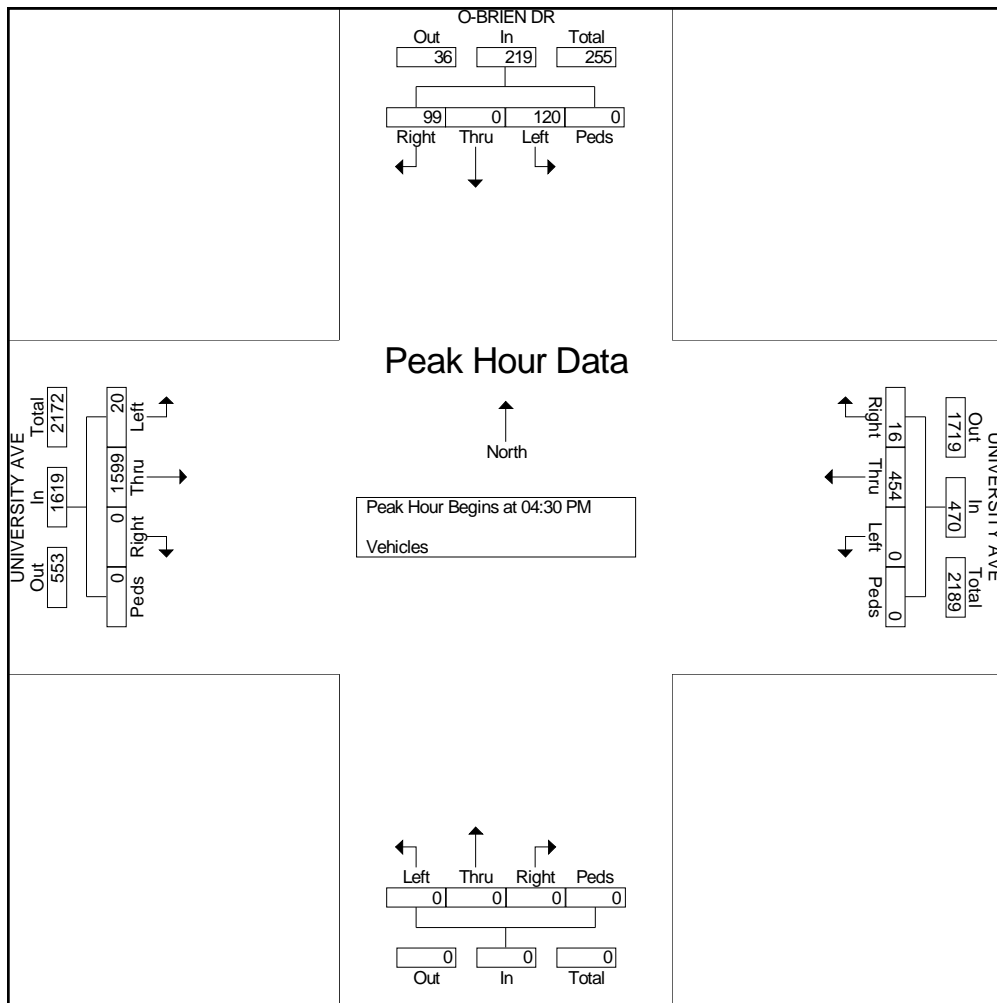 O-BRIEN DR
Out In Total
36 219 255
99 0 120 0
Right Thru Left Peds
Peak Hour Data
North
Peak Hour Begins at 04:30 PM
Vehicles
UNIVERSITY AVE
Out In Total
553 1619 2172
20 1599 0 0
Left Thru Right Peds
UNIVERSITY AVE
Out In Total
1719 470 2189
16 454 0 0
Right Thru Left Peds
Left Thru Right Peds
0 0 0 0
0 0 0
Out In Total